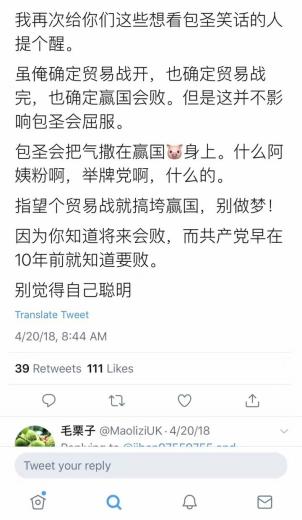 我再次给你们这些想看包圣笑话的人
提个醒。
虽俺确定贸易战开，也确定贸易战
完，也确定赢国会败。但是这并不影
响包圣会屈服。
包圣会把气撒在赢国🐷身上。什么阿
姨粉啊，举牌党啊，什么的。
指望个贸易战就搞垮赢国，别做梦！
因为你知道将来会败，而共产党早在
10年前就知道要败。
别觉得自己聪明
Translate Tweet
4/20/18, 8:44 AM
39 Retweets 111 Likes
毛栗子 @MaoliziUK · 4/20/18
Tweet your reply